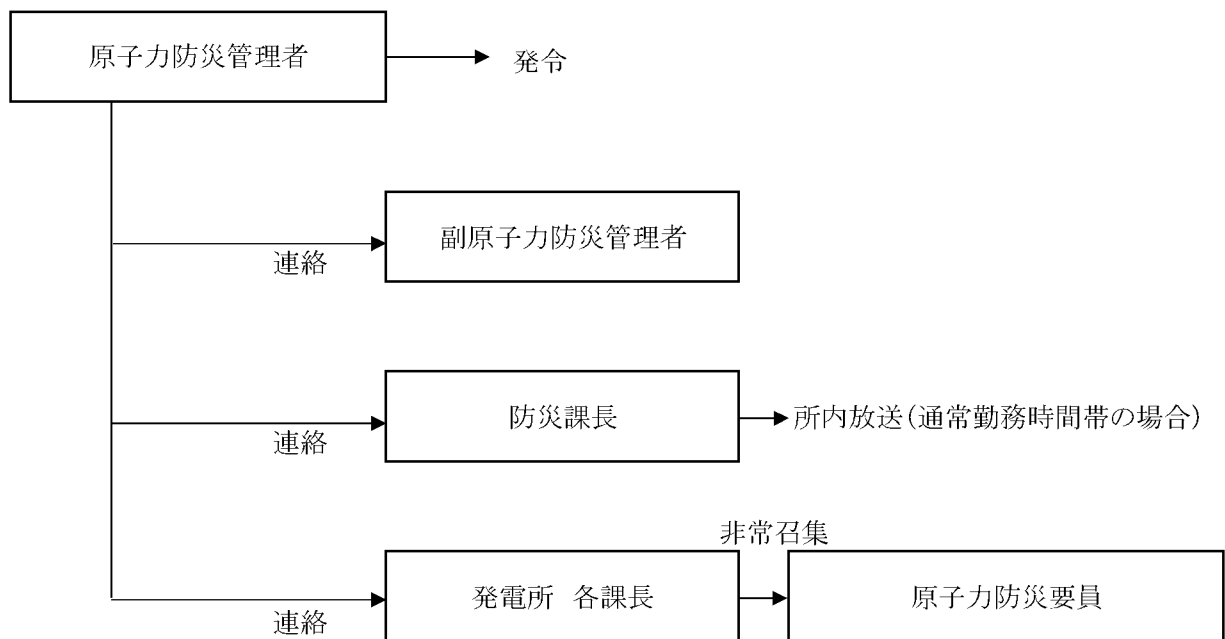 原子力防災管理者
発令
副原子力防災管理者
連絡
防災課長
所内放送(通常勤務時間帯の場合)
連絡
非常召集
発電所 各課長
原子力防災要員
連絡